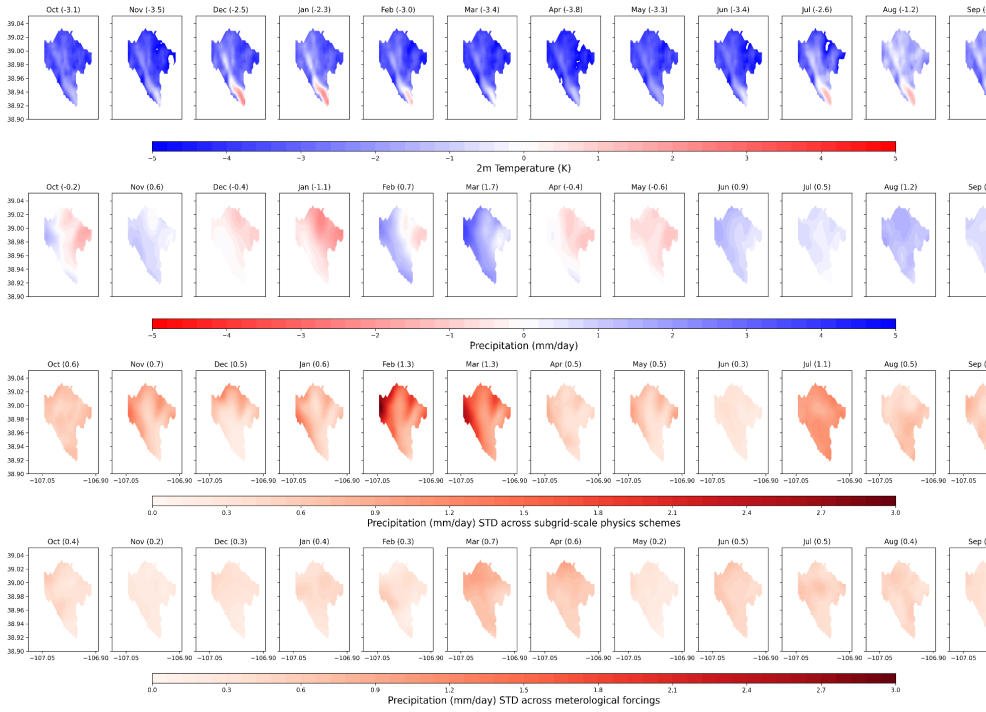 Oct (-3.1) Nov (-3.5) Dec (-2.5) Jan (-2.3) Feb (-3.0) Mar (-3.4) Apr (-3.8) May (-3.3) Jun (-3.4) Jul (-2.6) Aug (-1.2) Sep (-
39.04
39.02
39.00
38.98
38.96
38.94
38.92
38.90
−5 −4 −3 −2 −1 0 1 2 3 4 5
2m Temperature (K)
Oct (-0.2) Nov (0.6) Dec (-0.4) Jan (-1.1) Feb (0.7) Mar (1.7) Apr (-0.4) May (-0.6) Jun (0.9) Jul (0.5) Aug (1.2) Sep (
39.04
39.02
39.00
38.98
38.96
38.94
38.92
38.90
−5 −4 −3 −2 −1 0 1 2 3 4 5
Precipitation (mm/day)
Oct (0.6) Nov (0.7) Dec (0.5) Jan (0.6) Feb (1.3) Mar (1.3) Apr (0.5) May (0.5) Jun (0.3) Jul (1.1) Aug (0.5) Sep (
39.04
39.02
39.00
38.98
38.96
38.94
38.92
38.90
−107.05 −106.90 −107.05 −106.90 −107.05 −106.90 −107.05 −106.90 −107.05 −106.90 −107.05 −106.90 −107.05 −106.90 −107.05 −106.90 −107.05 −106.90 −107.05 −106.90 −107.05 −106.90 −107.05
0.0 0.3 0.6 0.9 1.2 1.5 1.8 2.1 2.4 2.7 3.0
Precipitation (mm/day) STD across subgrid-scale physics schemes
Oct (0.4) Nov (0.2) Dec (0.3) Jan (0.4) Feb (0.3) Mar (0.7) Apr (0.6) May (0.2) Jun (0.5) Jul (0.5) Aug (0.4) Sep (
39.04
39.02
39.00
38.98
38.96
38.94
38.92
38.90
−107.05 −106.90 −107.05 −106.90 −107.05 −106.90 −107.05 −106.90 −107.05 −106.90 −107.05 −106.90 −107.05 −106.90 −107.05 −106.90 −107.05 −106.90 −107.05 −106.90 −107.05 −106.90 −107.05
0.0 0.3 0.6 0.9 1.2 1.5 1.8 2.1 2.4 2.7 3.0
Precipitation (mm/day) STD across meterological forcings